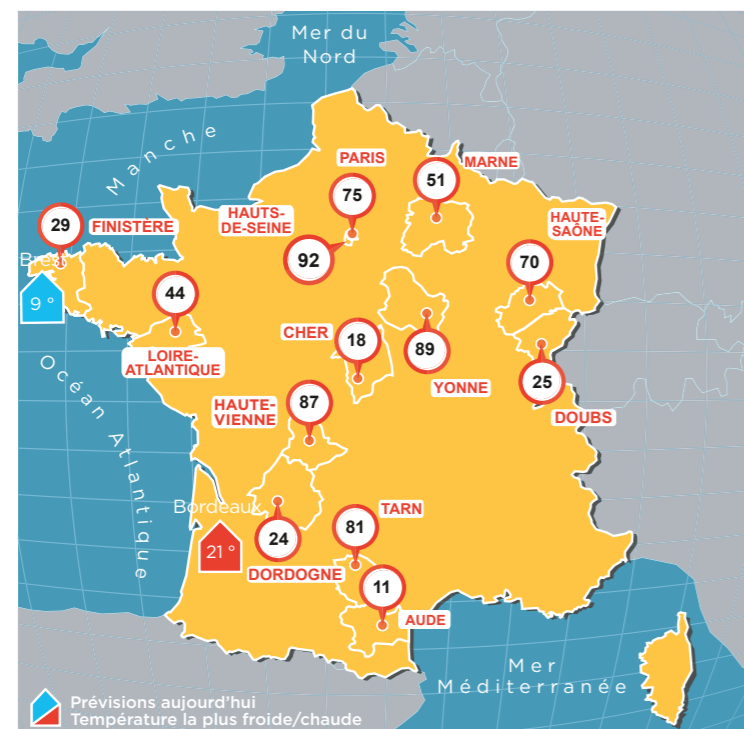 Mer du
Nord
Manche
PARIS
75
MARNE
51
HAUTS-
DE-SEINE
92
HAUTE-
SAÔNE
70
29
FINISTÈRE
Brest
9 °
44
LOIRE-
ATLANTIQUE
CHER
18
89
YONNE
25
DOUBS
HAUTE-
VIENNE
87
Océan Atlantique
Bordeaux
21 °
24
DORDOGNE
TARN
81
11
AUDE
Mer
Méditerranée
Prévisions aujourd'hui
Température la plus froide/chaude